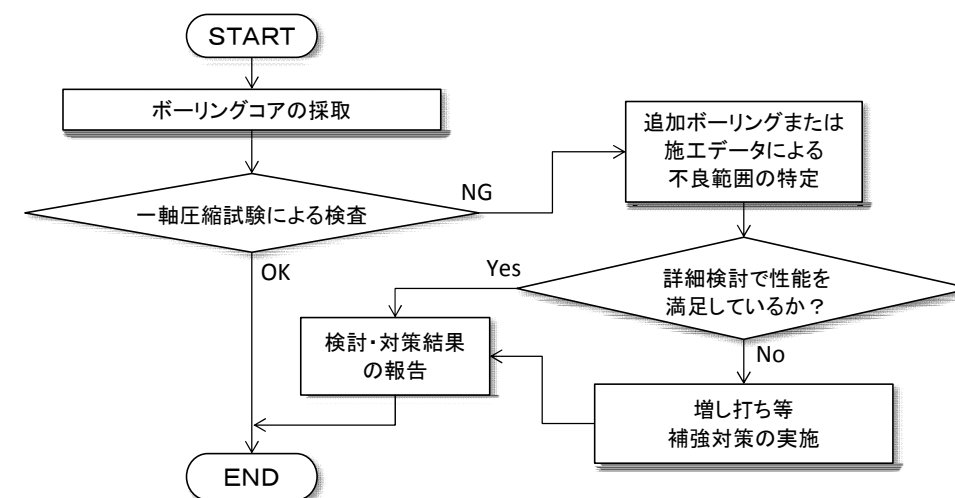 START
ボーリングコアの採取
一軸圧縮試験による検査
NG
OK
追加ボーリングまたは
施工データによる
不良範囲の特定
詳細検討で性能を
満足しているか?
Yes
No
増し打ち等
補強対策の実施
検討・対策結果
の報告
END